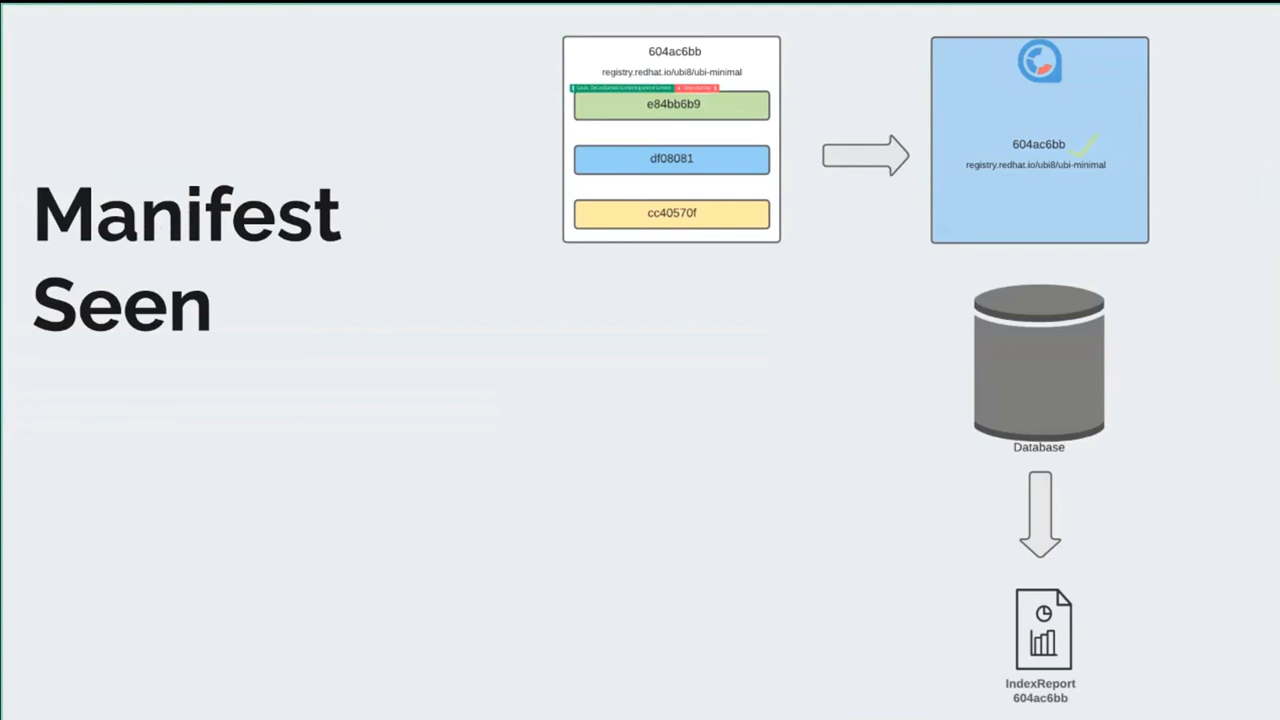 Manifest
Seen
604ac6bb
registry.redhat.io/ubi8/ubi-minimal
e84bb6b9
df08081
cc40570f
604ac6bb
registry.redhat.io/ubi8/ubi-minimal
Database
IndexReport
604ac6bb